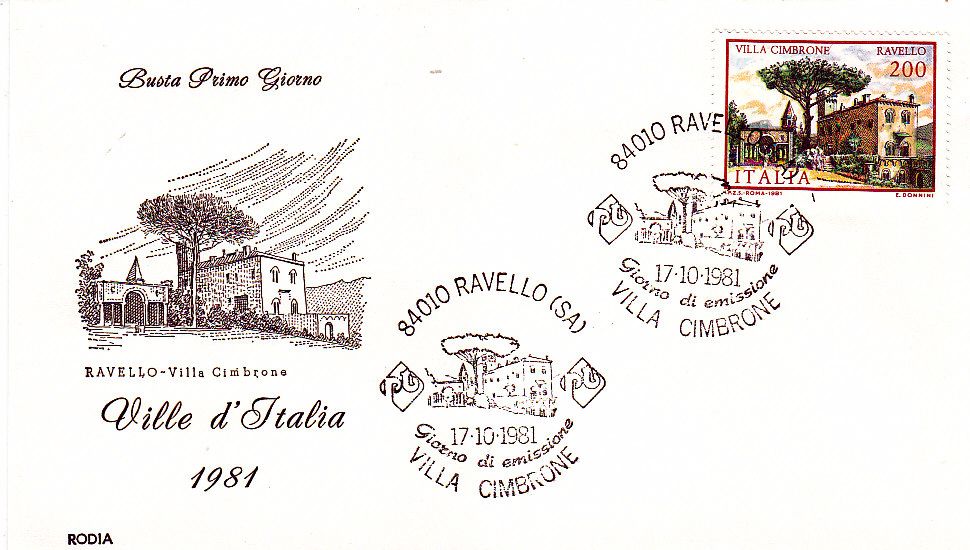 Busta Primo Giorno
VILLA CIMBRONE RAVELLO
200
ITALIA
I.P.Z.S.-ROMA-1981 E. DONNINI
84010 RAVE
17·10·1981
Giorno di emissione
VILLA CIMBRONE
84010 RAVELLO (SA)
17·10·1981
Giorno di emissione
VILLA CIMBRONE
RAVELLO-Villa Cimbrone
Ville d'Italia
1981
RODIA